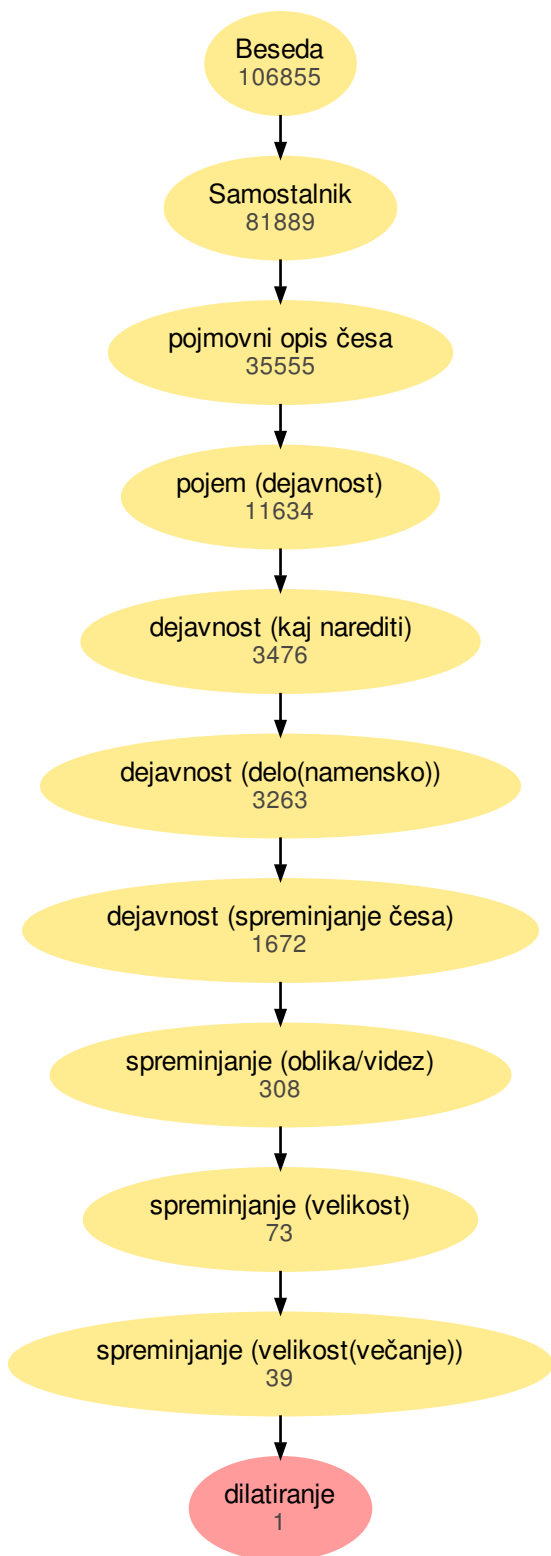 Beseda
106855
Samostalnik
81889
pojmovni opis česa
35555
pojem (dejavnost)
11634
dejavnost (kaj narediti)
3476
dejavnost (delo(namensko))
3263
dejavnost (spreminjanje česa)
1672
spreminjanje (oblika/videz)
308
spreminjanje (velikost)
73
spreminjanje (velikost(večanje))
39
dilatiranje
1